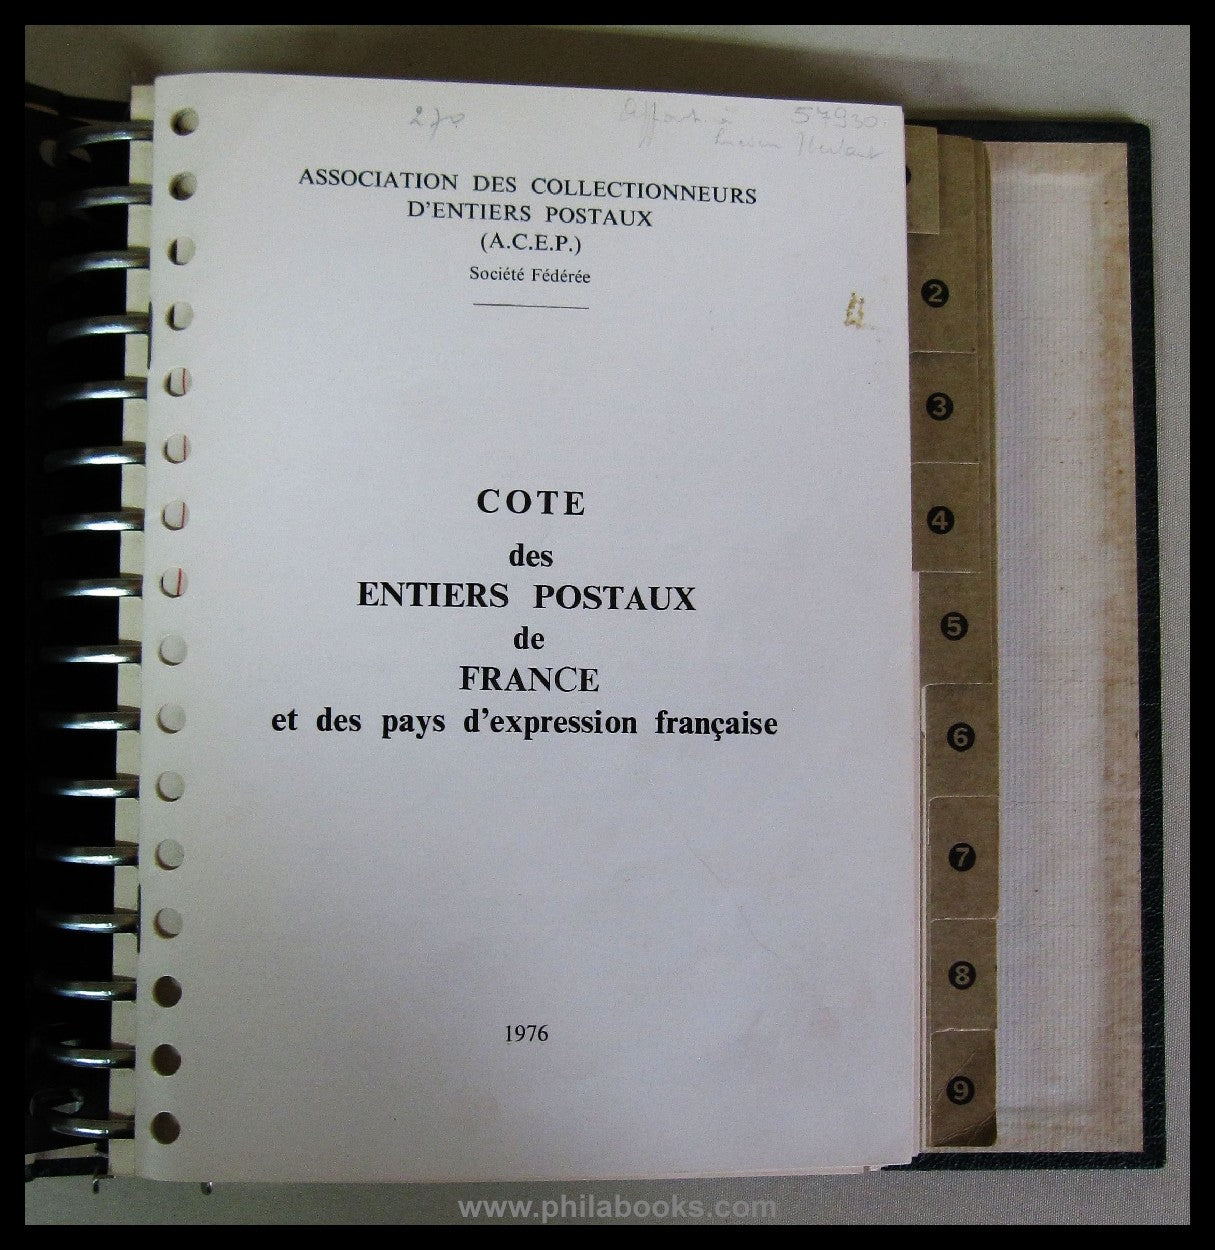 57930.
ASSOCIATION DES COLLECTIONNEURS
D'ENTIERS POSTAUX
(A.C.E.P.)
Société Fédérée
COTE
des
ENTIERS POSTAUX
de
FRANCE
et des pays d'expression française
1976
2
3
4
5
6
7
8
9
www.philabooks.com